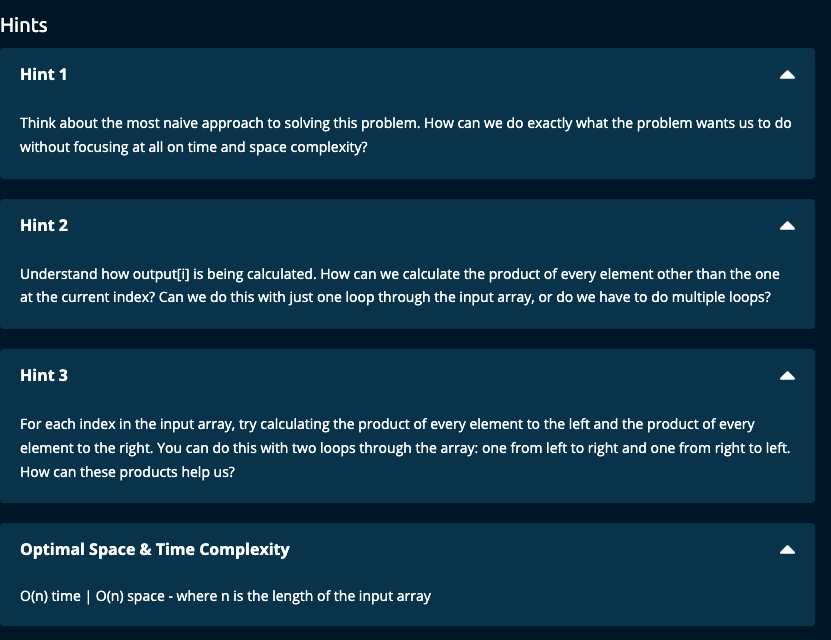 Hints
Hint 1
Think about the most naive approach to solving this problem. How can we do exactly what the problem wants us to do
without focusing at all on time and space complexity?
Hint 2
Understand how output[i] is being calculated. How can we calculate the product of every element other than the one
at the current index? Can we do this with just one loop through the input array, or do we have to do multiple loops?
Hint 3
For each index in the input array, try calculating the product of every element to the left and the product of every
element to the right. You can do this with two loops through the array: one from left to right and one from right to left.
How can these products help us?
Optimal Space & Time Complexity
O(n) time | O(n) space - where n is the length of the input array